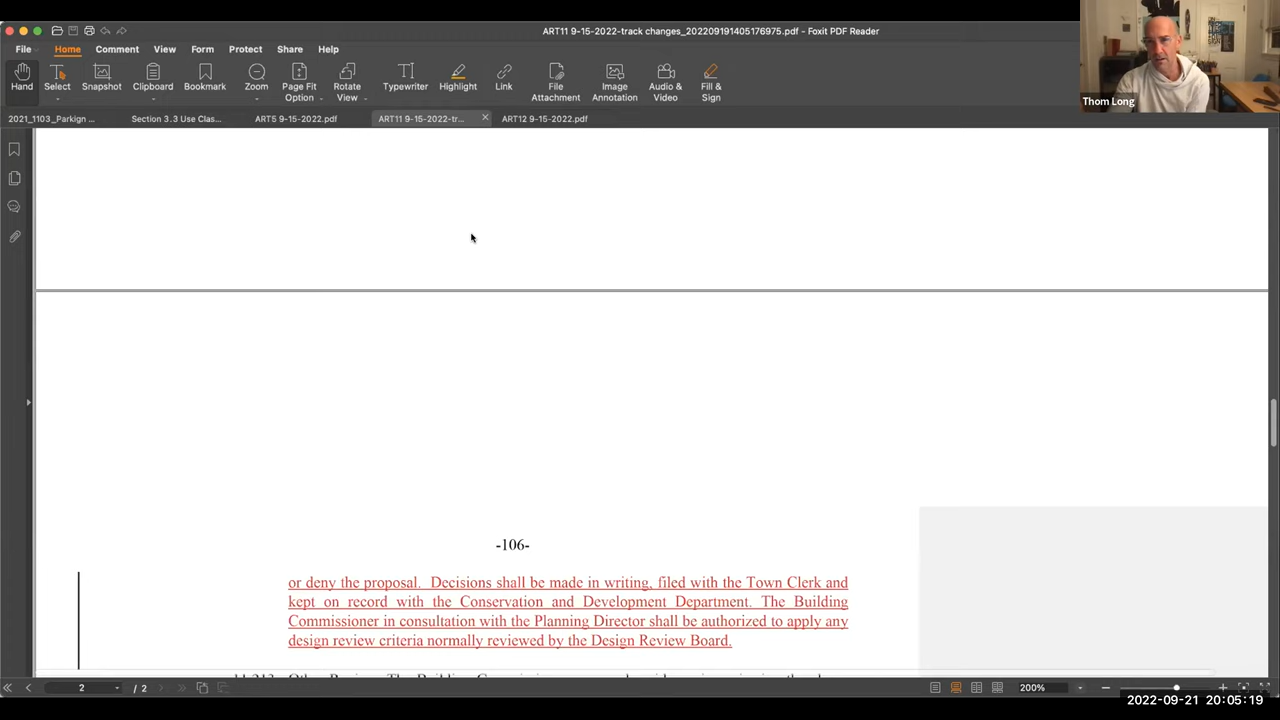 ART11 9-15-2022-track changes_202209191405176975.pdf - Foxit PDF Reader
File Home Comment View Form Protect Share Help
Hand Select Snapshot Clipboard Bookmark Zoom Page Fit Option Rotate View Typewriter Highlight Link File Attachment Image Annotation Audio & Video Fill & Sign
Thom Long
2021_1103_Parkign ... Section 3.3 Use Clas... ART5 9-15-2022.pdf ART11 9-15-2022-tr... ART12 9-15-2022.pdf
-106-
or deny the proposal. Decisions shall be made in writing, filed with the Town Clerk and
kept on record with the Conservation and Development Department. The Building
Commissioner in consultation with the Planning Director shall be authorized to apply any
design review criteria normally reviewed by the Design Review Board.
2 / 2 200%
2022-09-21 20:05:19